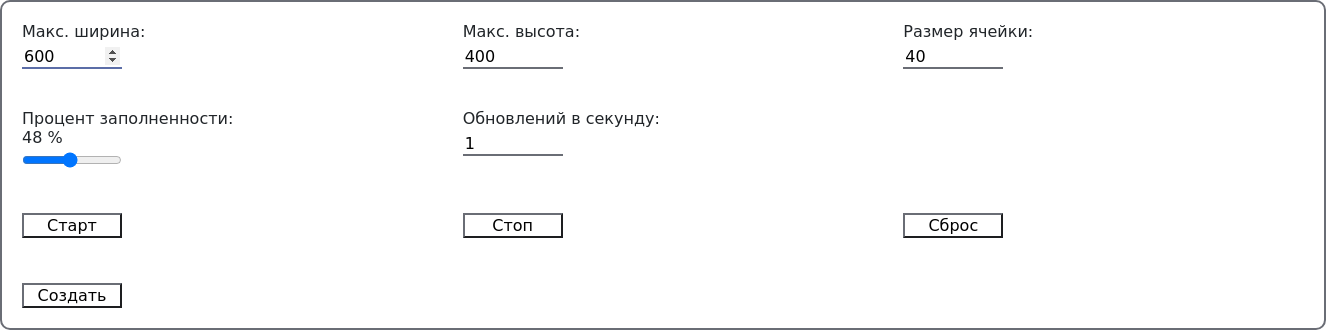 Макс. ширина:
600
Макс. высота:
400
Размер ячейки:
40
Процент заполненности:
48 %
Обновлений в секунду:
1
Старт
Стоп
Сброс
Создать